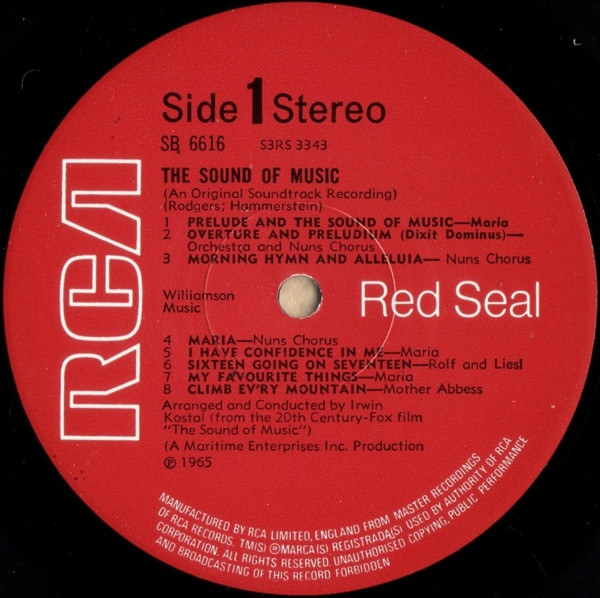 Side 1 Stereo
SB 6616 S3RS 3343
THE SOUND OF MUSIC
(An Original Soundtrack Recording)
(Rodgers; Hammerstein)
1 PRELUDE AND THE SOUND OF MUSIC—Maria
2 OVERTURE AND PRELUDIUM (Dixit Dominus)—
Orchestra and Nuns Chorus
3 MORNING HYMN AND ALLELUIA— Nuns Chorus
Williamson
Music
Red Seal
RCA
4 MARIA—Nuns Chorus
5 I HAVE CONFIDENCE IN ME—Maria
6 SIXTEEN GOING ON SEVENTEEN—Rolf and Liesl
7 MY FAVOURITE THINGS—Maria
8 CLIMB EV'RY MOUNTAIN—Mother Abbess
Arranged and Conducted by Irwin
Kostal (from the 20th Century-Fox film
"The Sound of Music")
(A Maritime Enterprises Inc. Production
℗ 1965
MANUFACTURED BY RCA LIMITED, ENGLAND FROM MASTER RECORDINGS
OF RCA RECORDS. TM(S) ® MARCA(S) REGISTRADA(S) USED BY AUTHORITY OF RCA
CORPORATION. ALL RIGHTS RESERVED. UNAUTHORISED COPYING, PUBLIC PERFORMANCE
AND BROADCASTING OF THIS RECORD FORBIDDEN